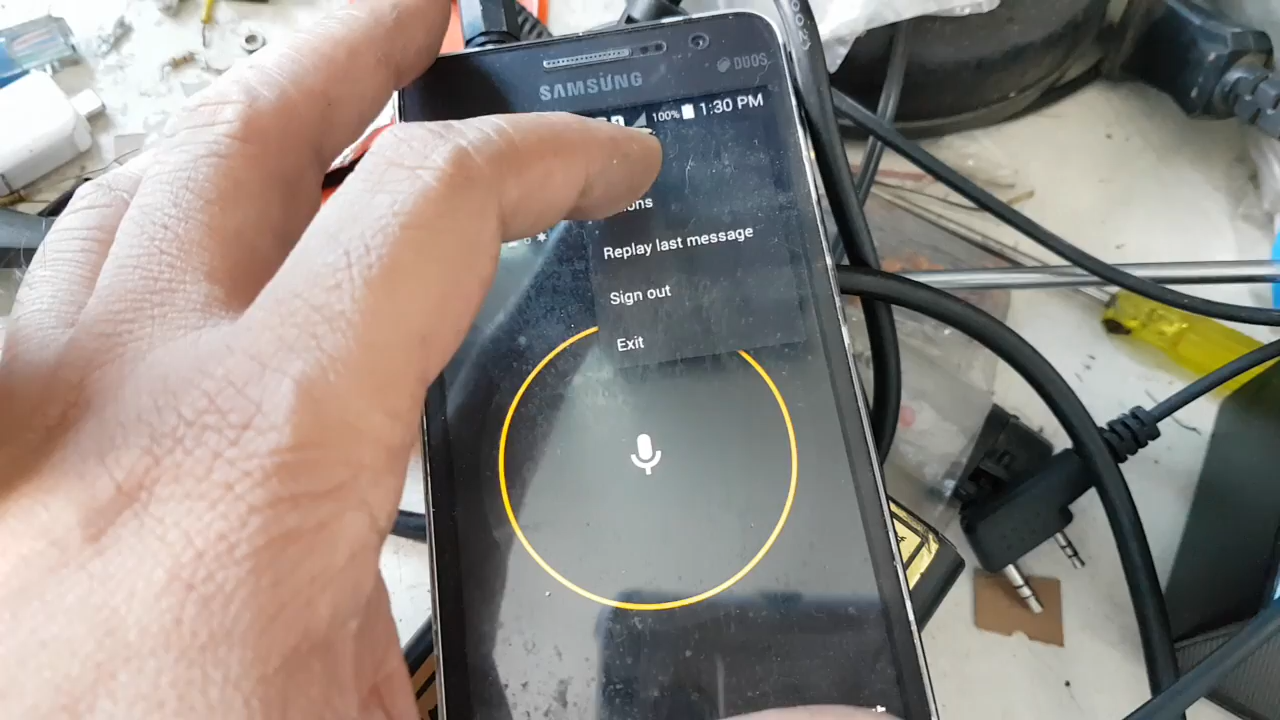 SAMSUNG
DUOS
100% 1:30 PM
Replay last message
Sign out
Exit